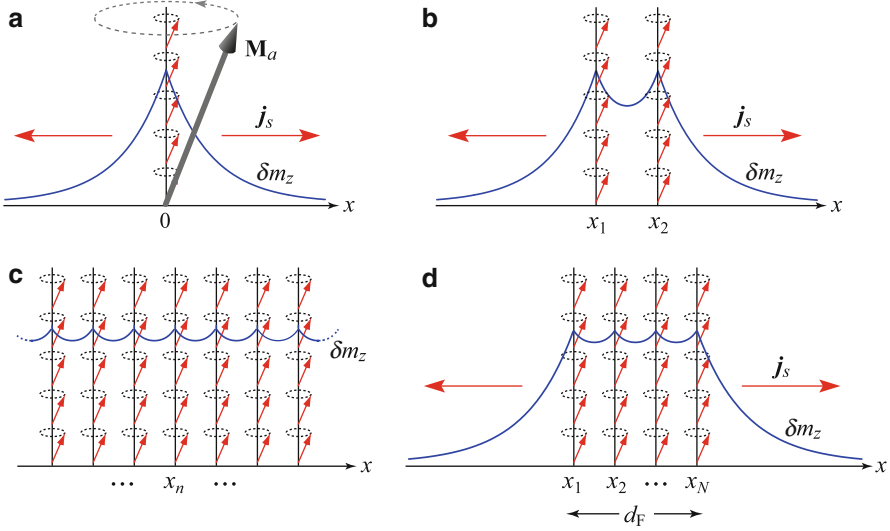 a
M_a
j_s
δm_z
x
0
b
j_s
δm_z
x
x_1
x_2
c
δm_z
x
... x_n ...
d
j_s
δm_z
x
x_1 x_2 ... x_N
d_F